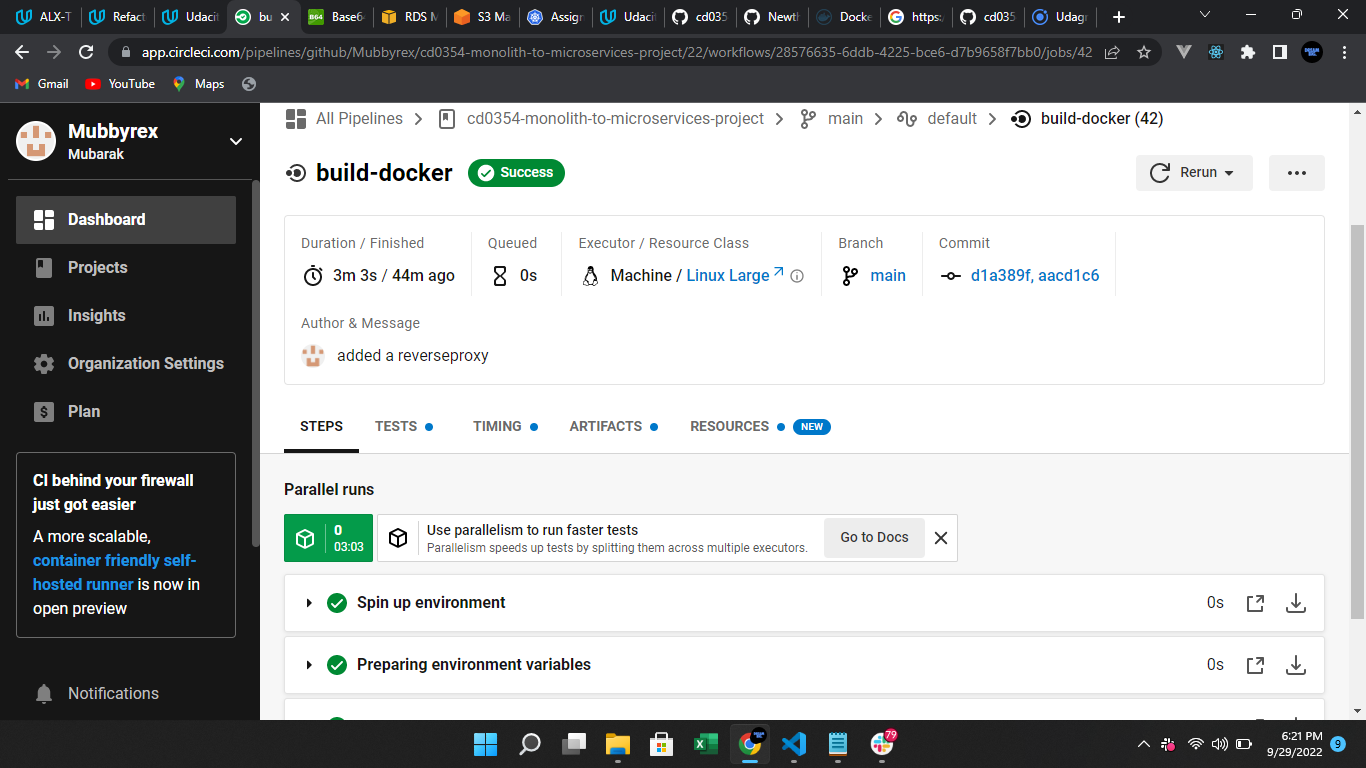 ALX-T
Refact
Udacit
bu
Base6
RDS M
S3 Ma
Assign
Udacit
cd035
Newth
Docke
https:
cd035
Udagr
app.circleci.com/pipelines/github/Mubbyrex/cd0354-monolith-to-microservices-project/22/workflows/28576635-6ddb-4225-bce6-d7b9658f7bb0/jobs/42
Gmail
YouTube
Maps
Mubbyrex
Mubarak
Dashboard
Projects
Insights
Organization Settings
Plan
CI behind your firewall
just got easier
A more scalable,
container friendly self-
hosted runner is now in
open preview
Notifications
All Pipelines
cd0354-monolith-to-microservices-project
main
default
build-docker (42)
build-docker
Success
Rerun
Duration / Finished
3m 3s / 44m ago
Queued
0s
Executor / Resource Class
Machine / Linux Large
Branch
main
Commit
d1a389f, aacd1c6
Author & Message
added a reverseproxy
STEPS
TESTS
TIMING
ARTIFACTS
RESOURCES
NEW
Parallel runs
0
03:03
Use parallelism to run faster tests
Parallelism speeds up tests by splitting them across multiple executors.
Go to Docs
Spin up environment
0s
Preparing environment variables
0s
79
6:21 PM
9/29/2022
9